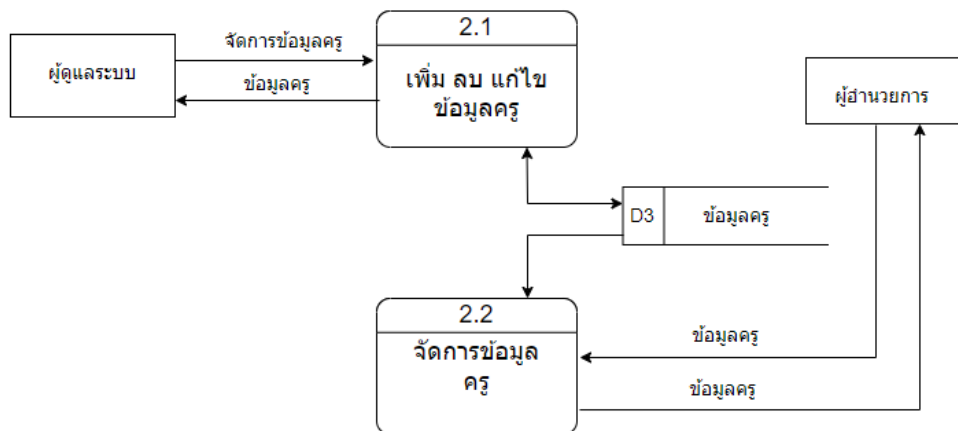 2.1
จัดการข้อมูลครู
ผู้ดูแลระบบ
ข้อมูลครู
เพิ่ม ลบ แก้ไข
ข้อมูลครู
ผู้อำนวยการ
D3
ข้อมูลครู
2.2
จัดการข้อมูล
ครู
ข้อมูลครู
ข้อมูลครู